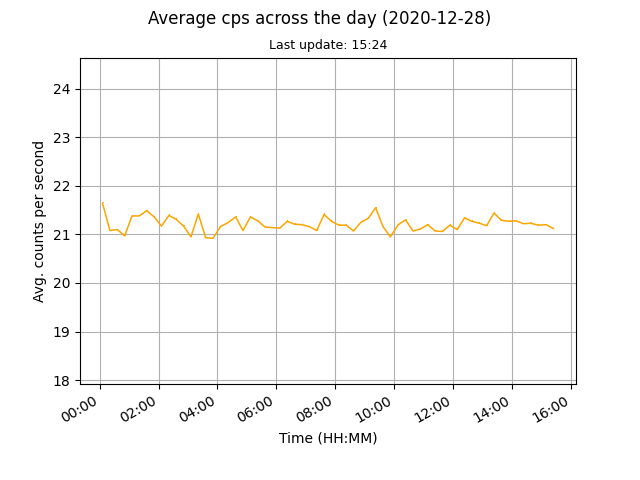 Average cps across the day (2020-12-28)
Last update: 15:24
24
23
22
21
20
19
18
Avg. counts per second
00:00 02:00 04:00 06:00 08:00 10:00 12:00 14:00 16:00
Time (HH:MM)